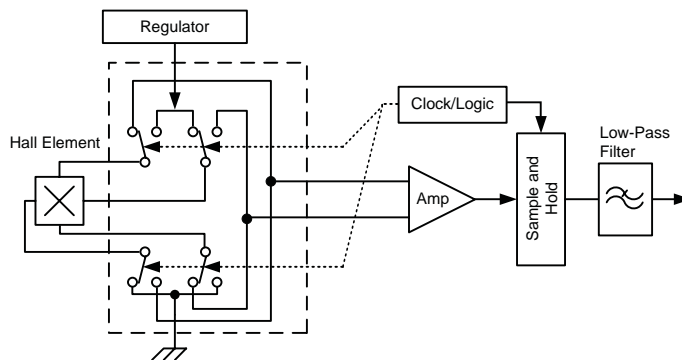 Regulator
Clock/Logic
Hall Element
Low-Pass
Filter
Amp
Sample and
Hold